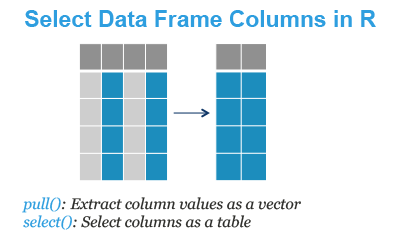 Select Data Frame Columns in R
pull(): Extract column values as a vector
select(): Select columns as a table